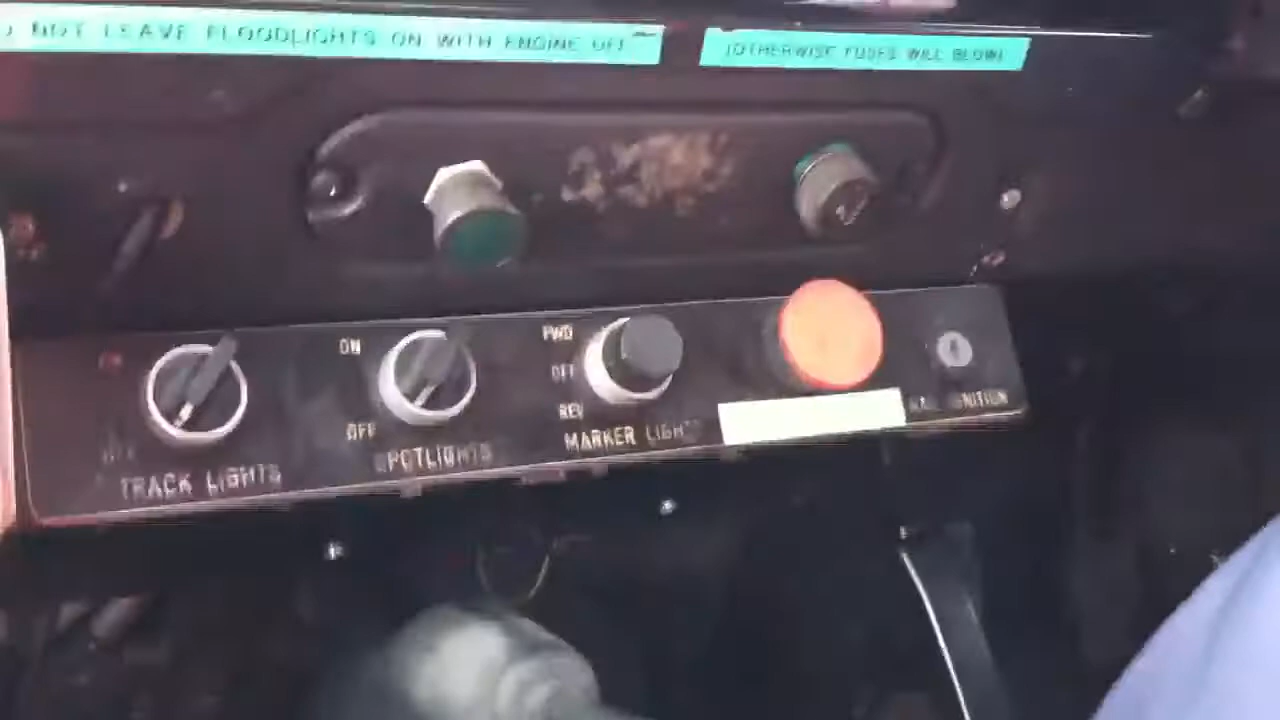 NOT LEAVE FLOODLIGHTS ON WITH ENGINE OFF
(OTHERWISE FUSES WILL BLOW)
ON
OFF
SPOTLIGHTS
FWD
OFF
REV
MARKER LIGHT
IGNITION
OFF
TRACK LIGHTS